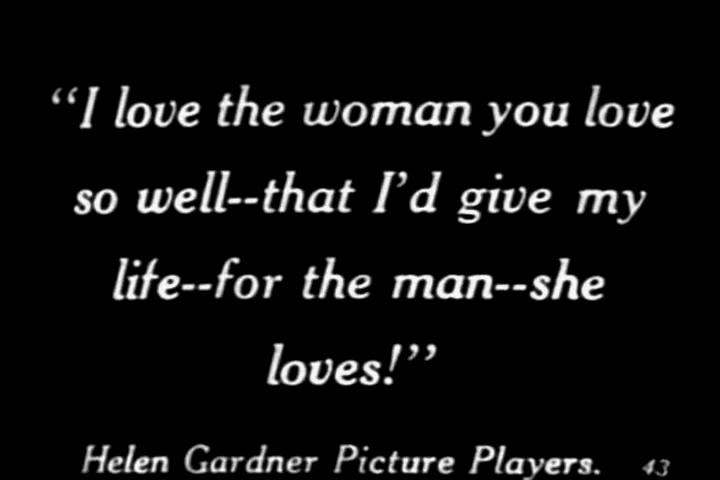 “I love the woman you love
so well--that I’d give my
life--for the man--she
loves!”
Helen Gardner Picture Players. 43